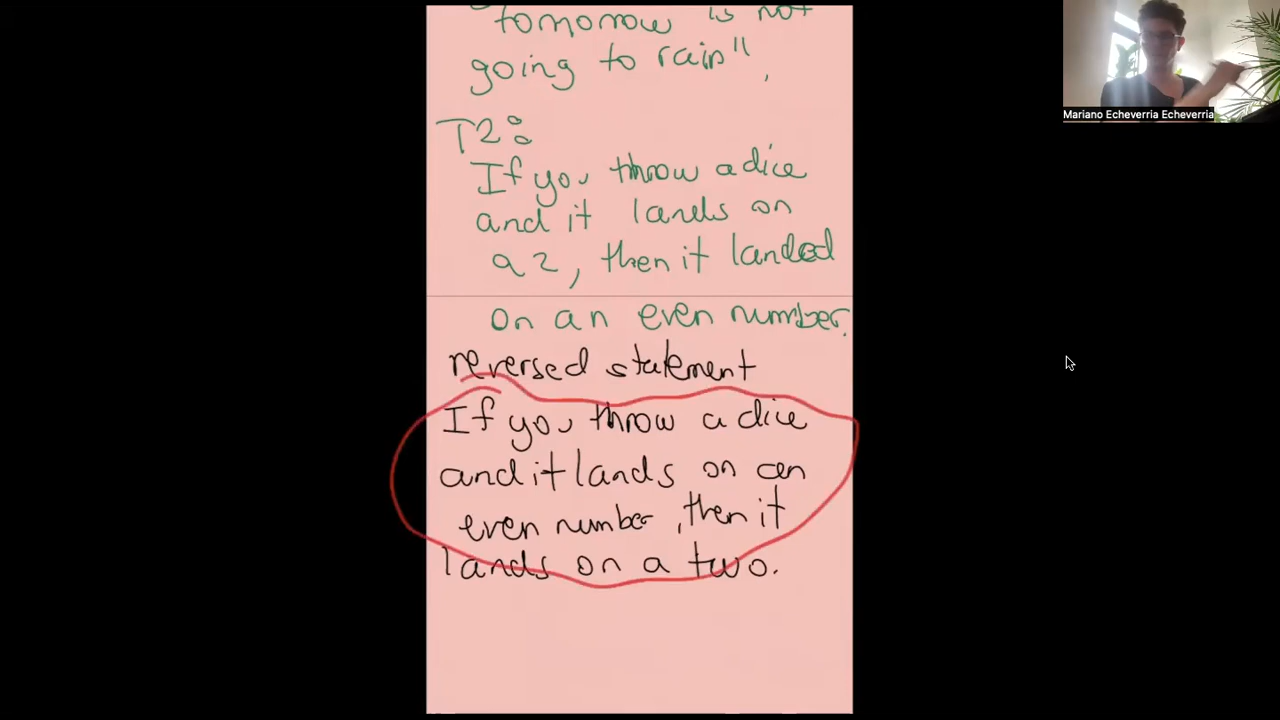 "tomorrow is not
going to rain",
T2:
If you throw a dice
and it lands on
a 2, then it landed
on an even number.
reversed statement
If you throw a dice
and it lands on an
even number, then it
lands on a two.
Mariano Echeverria Echeverria